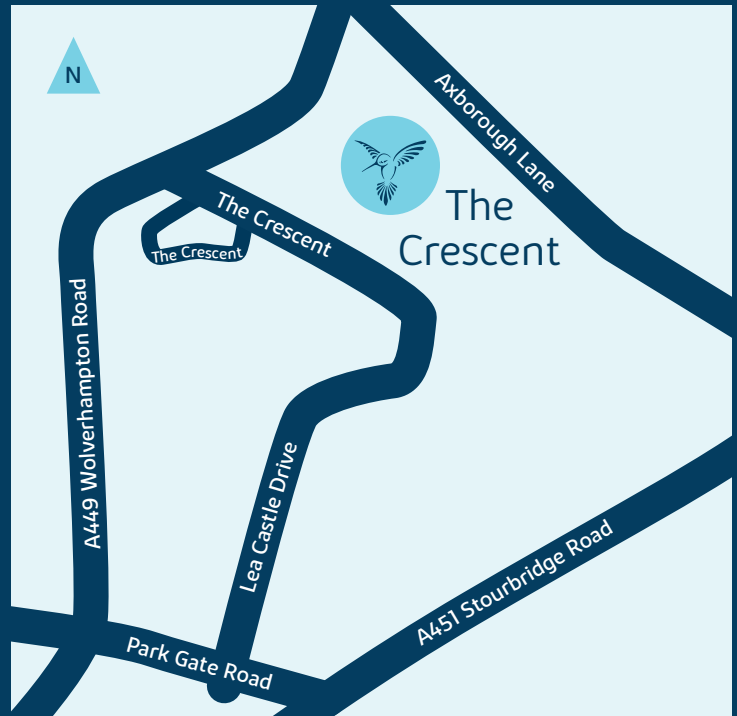 N
Axborough Lane
The
Crescent
The Crescent
The Crescent
A449 Wolverhampton Road
Lea Castle Drive
A451 Stourbridge Road
Park Gate Road